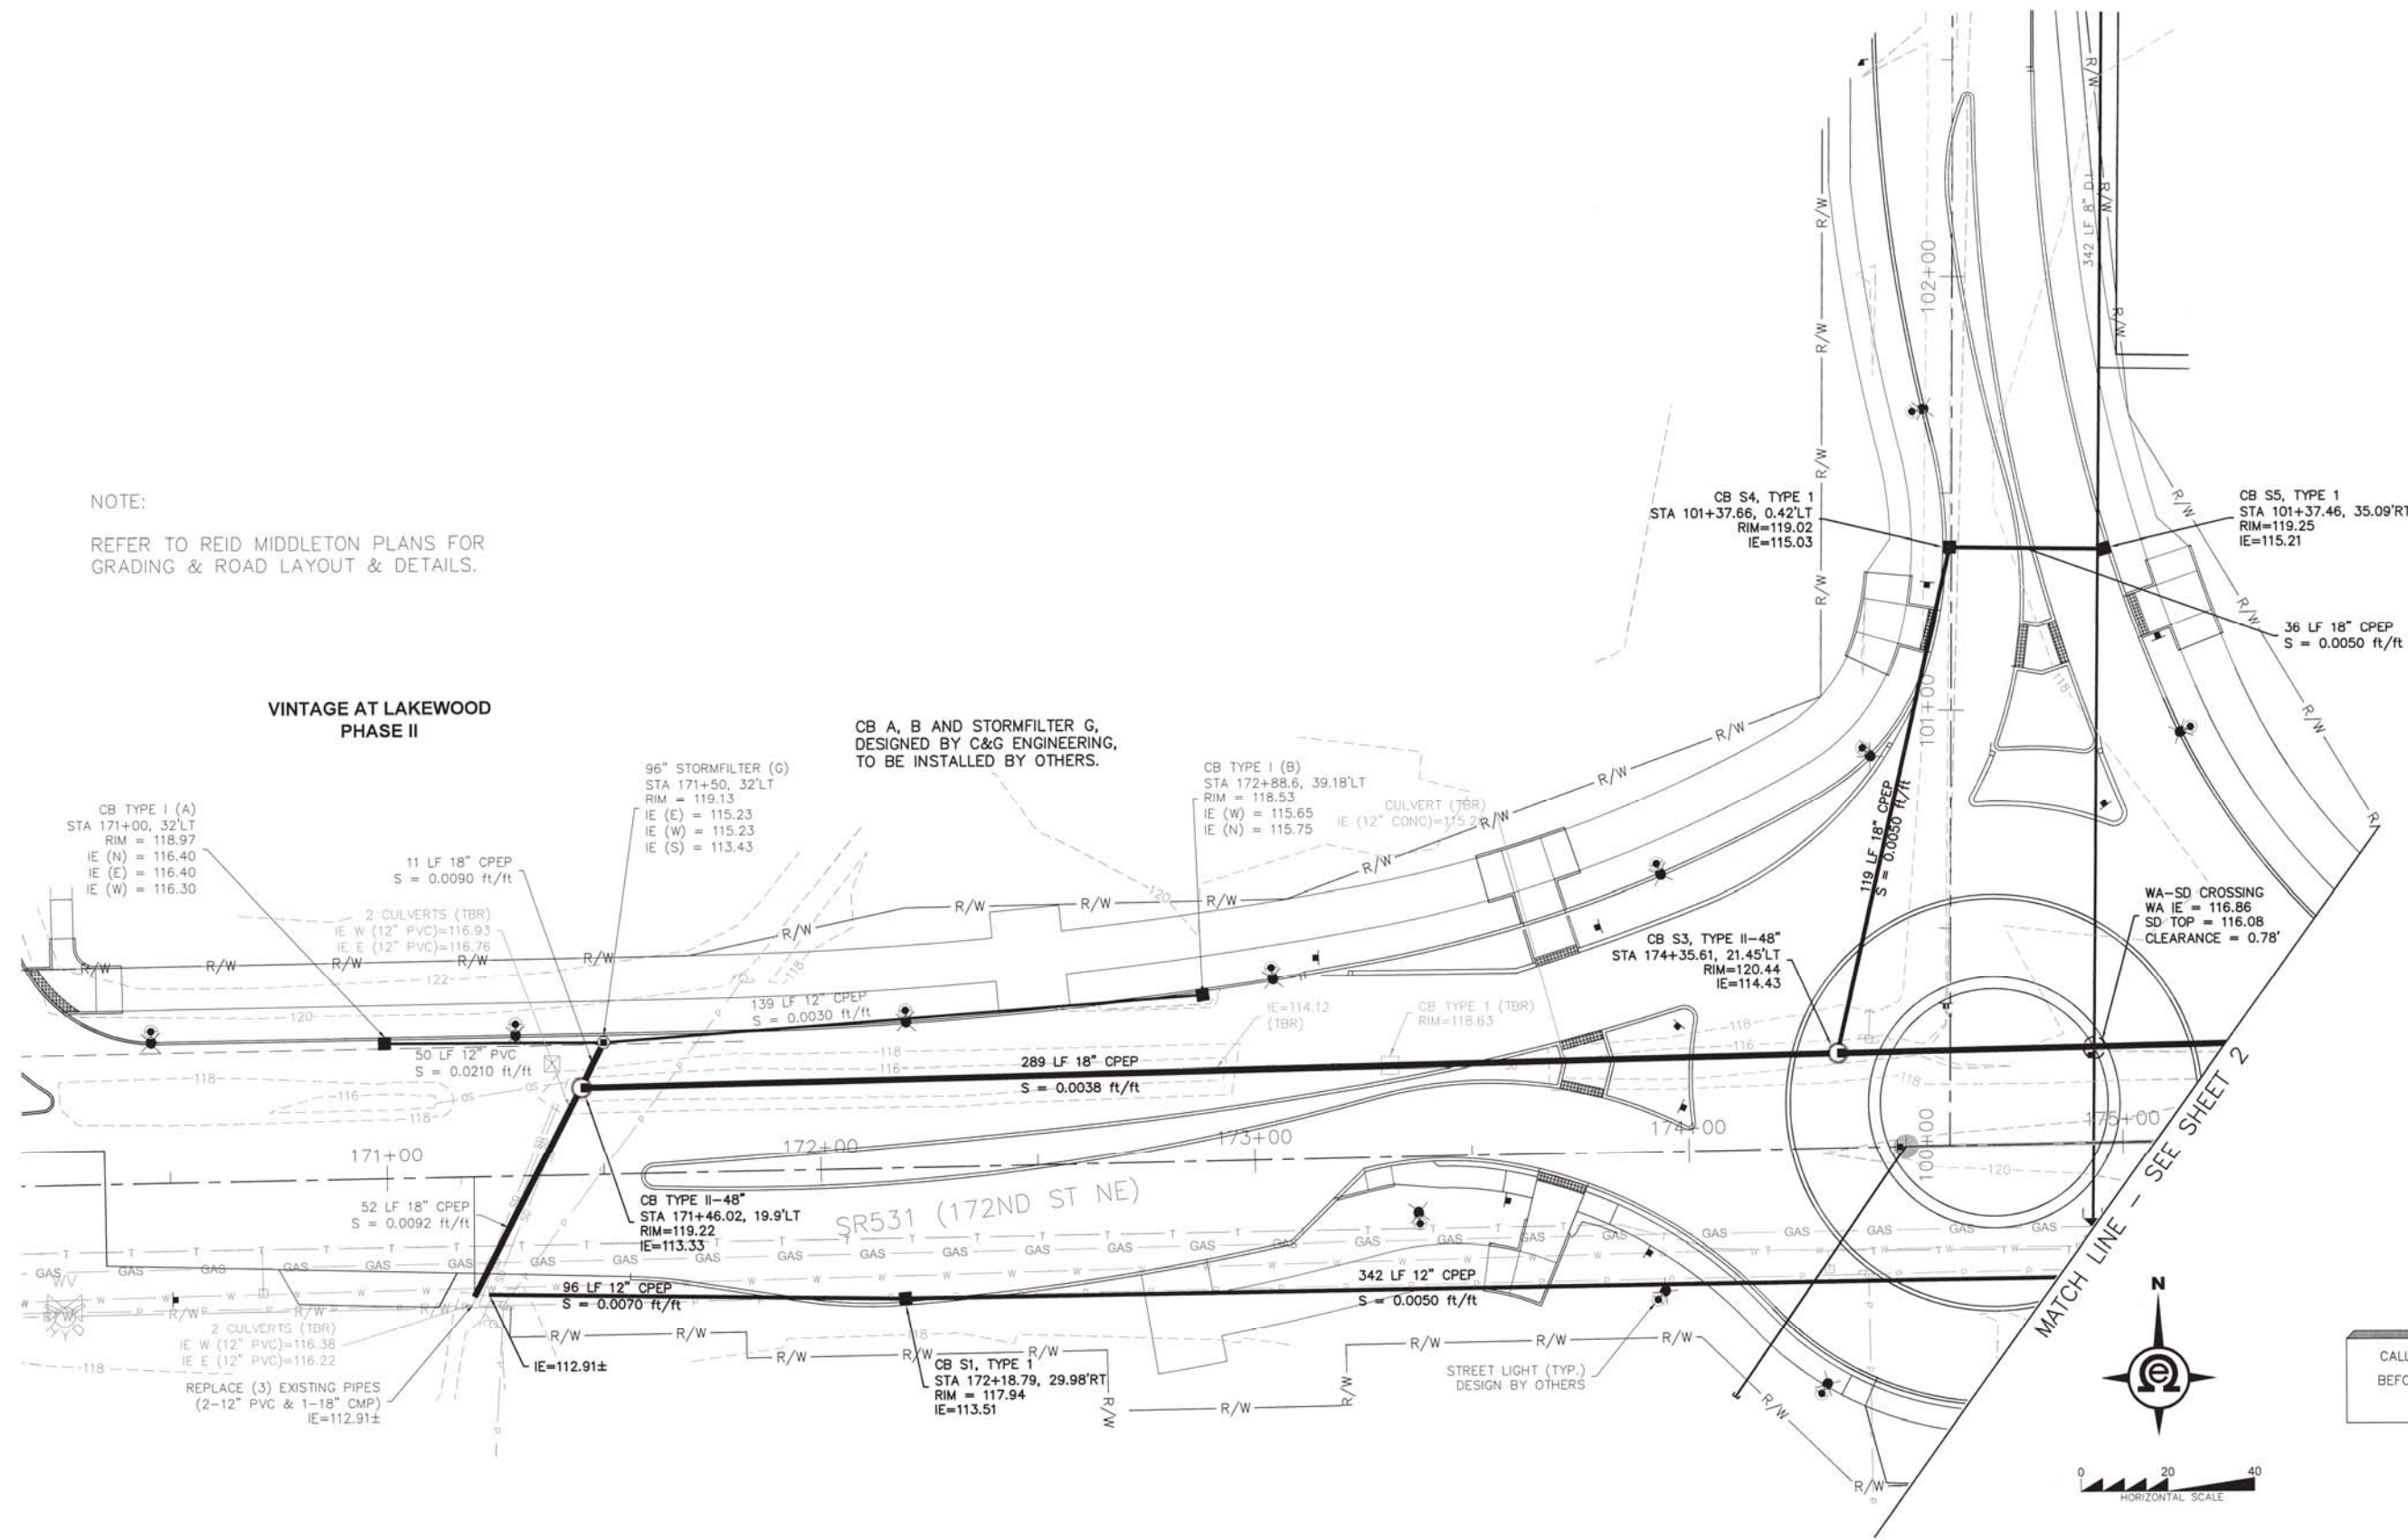 NOTE:
REFER TO REID MIDDLETON PLANS FOR
GRADING & ROAD LAYOUT & DETAILS.
VINTAGE AT LAKEWOOD
PHASE II
CB A, B AND STORMFILTER G,
DESIGNED BY C&G ENGINEERING,
TO BE INSTALLED BY OTHERS.
CB TYPE I (A)
STA 171+00, 32'LT
RIM = 118.97
IE (N) = 116.40
IE (E) = 116.40
IE (W) = 116.30
11 LF 18" CPEP
S = 0.0090 ft/ft
2 CULVERTS (TBR)
IE W (12" PVC)=116.93
IE E (12" PVC)=116.76
96" STORMFILTER (G)
STA 171+50, 32'LT
RIM = 119.13
IE (E) = 115.23
IE (W) = 115.23
IE (S) = 113.43
CB TYPE I (B)
STA 172+88.6, 39.18'LT
RIM = 118.53
IE (W) = 115.65
IE (N) = 115.75
CULVERT (TBR)
IE (12" CONC)=115.2
CB S4, TYPE 1
STA 101+37.66, 0.42'LT
RIM=119.02
IE=115.03
CB S5, TYPE 1
STA 101+37.46, 35.09'RT
RIM=119.25
IE=115.21
36 LF 18" CPEP
S = 0.0050 ft/ft
342 LF 8" D.I.
102+00
101+00
100+00
119 LF 18" CPEP
S = 0.0050 ft/ft
WA-SD CROSSING
WA IE = 116.86
SD TOP = 116.08
CLEARANCE = 0.78'
CB S3, TYPE II-48"
STA 174+35.61, 21.45'LT
RIM=120.44
IE=114.43
139 LF 12" CPEP
S = 0.0030 ft/ft
IE=114.12
(TBR)
CB TYPE 1 (TBR)
RIM=118.63
50 LF 12" PVC
S = 0.0210 ft/ft
289 LF 18" CPEP
S = 0.0038 ft/ft
122
120
118
116
171+00
172+00
173+00
174+00
175+00
52 LF 18" CPEP
S = 0.0092 ft/ft
CB TYPE II-48"
STA 171+46.02, 19.9'LT
RIM=119.22
IE=113.33
SR531 (172ND ST NE)
GAS
R/W
WV
HYD
96 LF 12" CPEP
S = 0.0070 ft/ft
342 LF 12" CPEP
S = 0.0050 ft/ft
2 CULVERTS (TBR)
IE W (12" PVC)=116.38
IE E (12" PVC)=116.22
IE=112.91±
REPLACE (3) EXISTING PIPES
(2-12" PVC & 1-18" CMP)
IE=112.91±
CB S1, TYPE 1
STA 172+18.79, 29.98'RT
RIM = 117.94
IE=113.51
STREET LIGHT (TYP.)
DESIGN BY OTHERS
MATCH LINE - SEE SHEET 2
N
0 20 40
HORIZONTAL SCALE
CALL
BEFO